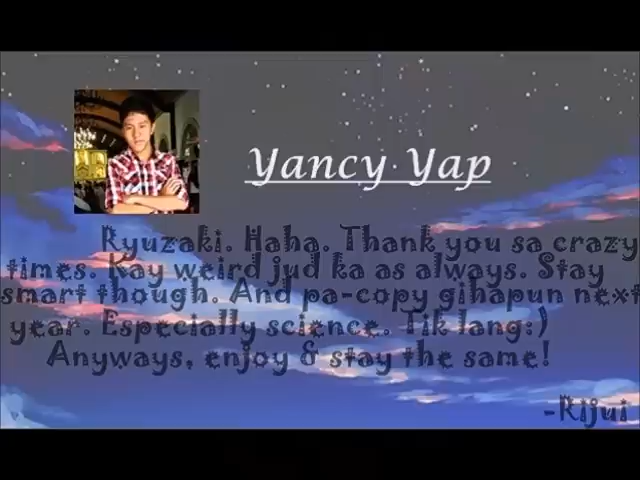 Yancy Yap
Ryuzaki. Haha. Thank you sa crazy
times. Kay weird jud ka as always. Stay
smart though. And pa-copy gihapun next
year. Especially science. Tik lang:)
Anyways, enjoy & stay the same!
-Rijui